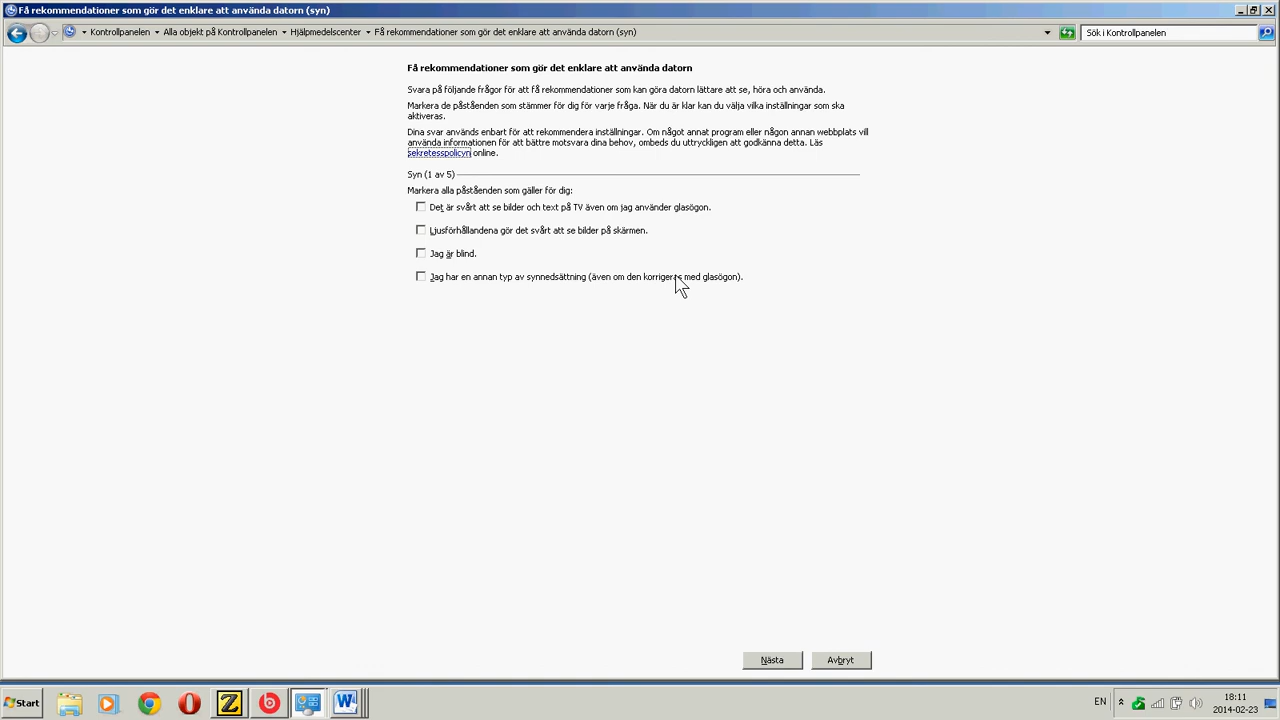 Få rekommendationer som gör det enklare att använda datorn (syn)
Kontrollpanelen Alla objekt på Kontrollpanelen Hjälpmedelscenter Få rekommendationer som gör det enklare att använda datorn (syn) Sök i Kontrollpanelen
Få rekommendationer som gör det enklare att använda datorn
Svara på följande frågor för att få rekommendationer som kan göra datorn lättare att se, höra och använda.
Markera de påståenden som stämmer för dig för varje fråga. När du är klar kan du välja vilka inställningar som ska
aktiveras.
Dina svar används enbart för att rekommendera inställningar. Om något annat program eller någon annan webbplats vill
använda informationen för att bättre motsvara dina behov, ombeds du uttryckligen att godkänna detta. Läs
sekretesspolicyn online.
Syn (1 av 5)
Markera alla påståenden som gäller för dig:
Det är svårt att se bilder och text på TV även om jag använder glasögon.
Ljusförhållandena gör det svårt att se bilder på skärmen.
Jag är blind.
Jag har en annan typ av synnedsättning (även om den korrigeras med glasögon).
Nästa Avbryt
Start EN 18:11
2014-02-23